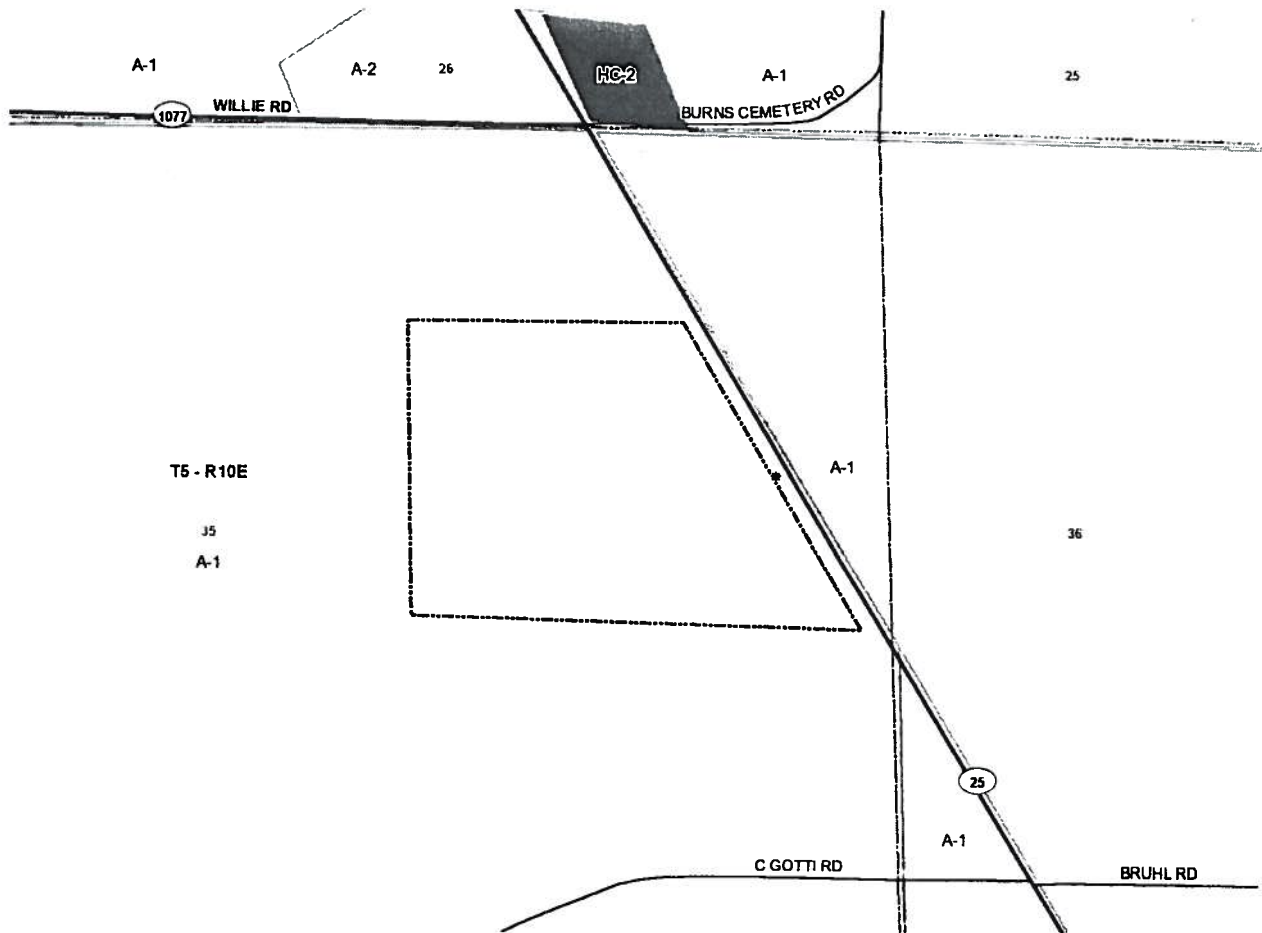 A-1
A-2
26
HC-2
A-1
25
1077
WILLIE RD
BURNS CEMETERY RD
T5 - R10E
A-1
35
36
A-1
25
A-1
C GOTTI RD
BRUHL RD